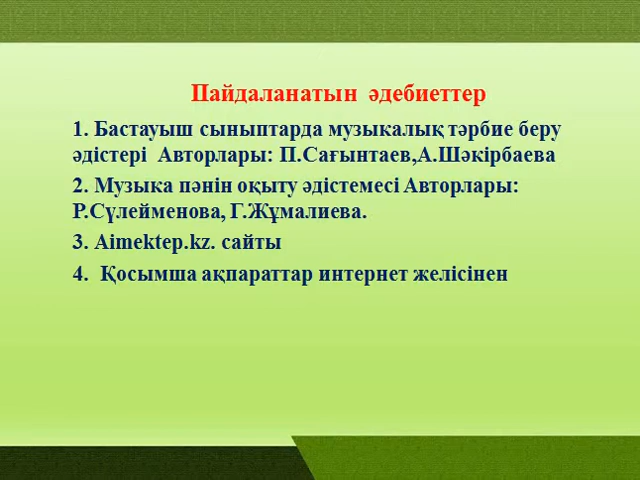 Пайдаланатын әдебиеттер
1. Бастауыш сыныптарда музыкалық тәрбие беру
әдістері Авторлары: П.Сағынтаев,А.Шәкірбаева
2. Музыка пәнін оқыту әдістемесі Авторлары:
Р.Сүлейменова, Г.Жұмалиева.
3. Aimektep.kz. сайты
4. Қосымша ақпараттар интернет желісінен